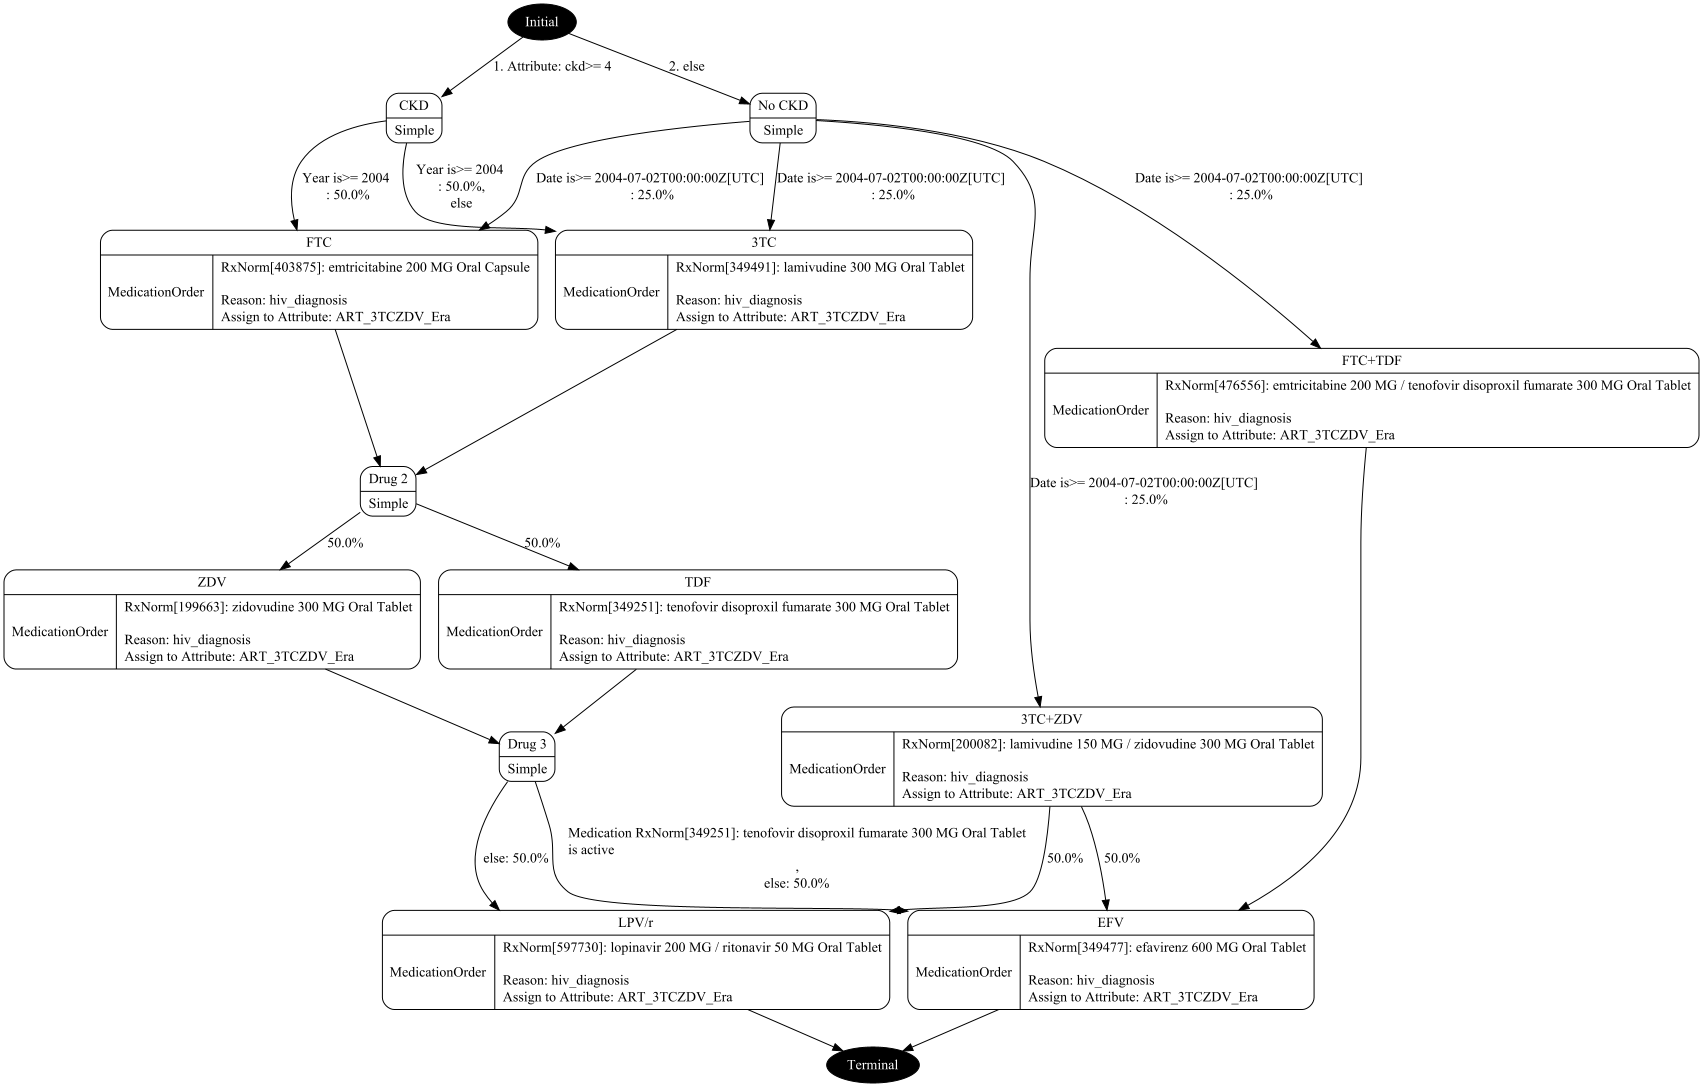 Initial
1. Attribute: ckd>= 4
2. else
CKD
Simple
No CKD
Simple
Year is>= 2004
: 50.0%
Year is>= 2004
: 50.0%,
else
Date is>= 2004-07-02T00:00:00Z[UTC]
: 25.0%
Date is>= 2004-07-02T00:00:00Z[UTC]
: 25.0%
Date is>= 2004-07-02T00:00:00Z[UTC]
: 25.0%
FTC
MedicationOrder
RxNorm[403875]: emtricitabine 200 MG Oral Capsule
Reason: hiv_diagnosis
Assign to Attribute: ART_3TCZDV_Era
3TC
MedicationOrder
RxNorm[349491]: lamivudine 300 MG Oral Tablet
Reason: hiv_diagnosis
Assign to Attribute: ART_3TCZDV_Era
FTC+TDF
MedicationOrder
RxNorm[476556]: emtricitabine 200 MG / tenofovir disoproxil fumarate 300 MG Oral Tablet
Reason: hiv_diagnosis
Assign to Attribute: ART_3TCZDV_Era
Drug 2
Simple
Date is>= 2004-07-02T00:00:00Z[UTC]
: 25.0%
50.0%
50.0%
ZDV
MedicationOrder
RxNorm[199663]: zidovudine 300 MG Oral Tablet
Reason: hiv_diagnosis
Assign to Attribute: ART_3TCZDV_Era
TDF
MedicationOrder
RxNorm[349251]: tenofovir disoproxil fumarate 300 MG Oral Tablet
Reason: hiv_diagnosis
Assign to Attribute: ART_3TCZDV_Era
Drug 3
Simple
3TC+ZDV
MedicationOrder
RxNorm[200082]: lamivudine 150 MG / zidovudine 300 MG Oral Tablet
Reason: hiv_diagnosis
Assign to Attribute: ART_3TCZDV_Era
else: 50.0%
Medication RxNorm[349251]: tenofovir disoproxil fumarate 300 MG Oral Tablet
is active
,
else: 50.0%
50.0%
50.0%
LPV/r
MedicationOrder
RxNorm[597730]: lopinavir 200 MG / ritonavir 50 MG Oral Tablet
Reason: hiv_diagnosis
Assign to Attribute: ART_3TCZDV_Era
EFV
MedicationOrder
RxNorm[349477]: efavirenz 600 MG Oral Tablet
Reason: hiv_diagnosis
Assign to Attribute: ART_3TCZDV_Era
Terminal